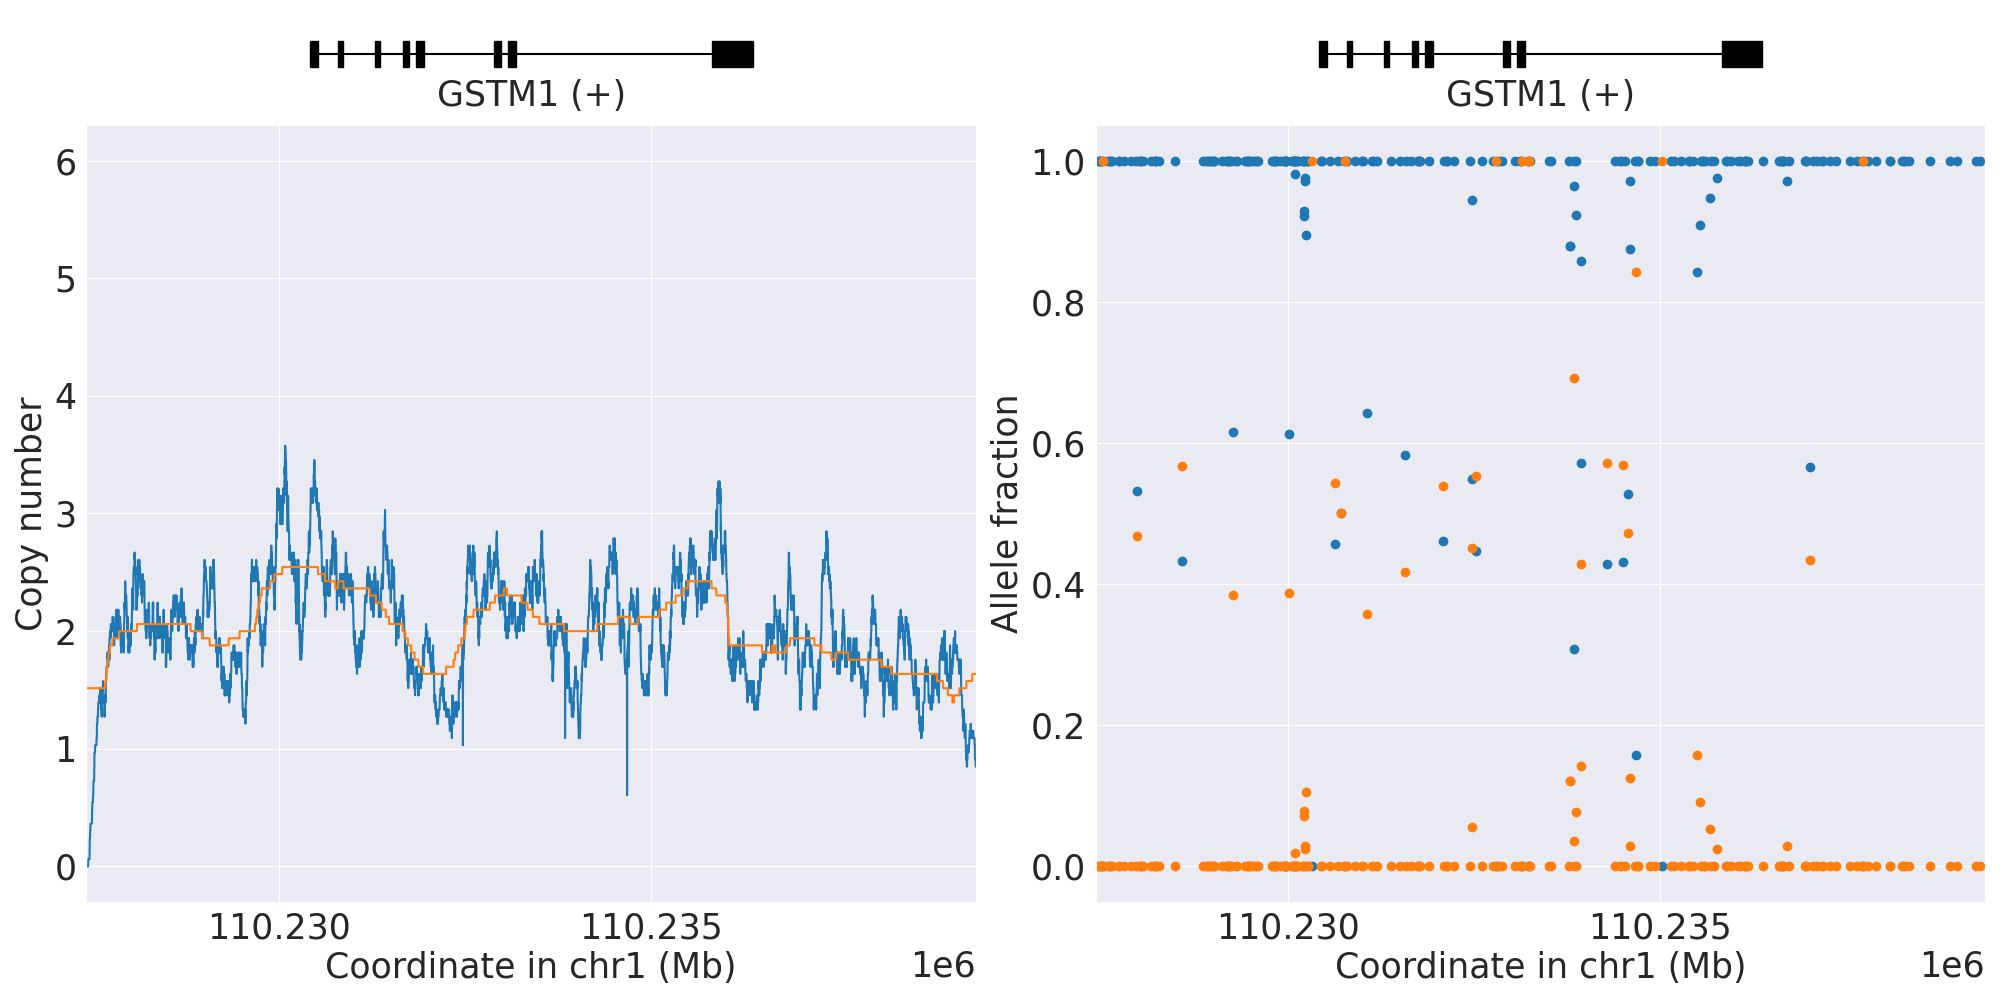 GSTM1 (+)
6
5
4
3
2
1
0
Copy number
110.230
110.235
Coordinate in chr1 (Mb)
1e6
GSTM1 (+)
1.0
0.8
0.6
0.4
0.2
0.0
Allele fraction
110.230
110.235
Coordinate in chr1 (Mb)
1e6